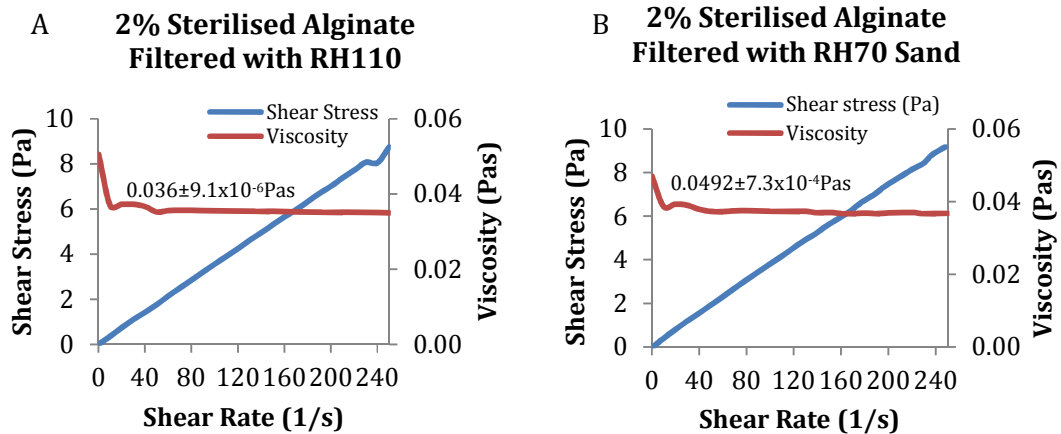 A
2% Sterilised Alginate
Filtered with RH110
Shear Stress
Viscosity
10
8
6
4
2
0
0.06
0.04
0.02
0.00
0.036±9.1x10⁻⁶Pas
Shear Stress (Pa)
Viscosity (Pas)
0 40 80 120 160 200 240
Shear Rate (1/s)
B
2% Sterilised Alginate
Filtered with RH70 Sand
Shear stress (Pa)
Viscosity
10
8
6
4
2
0
0.06
0.04
0.02
0.00
0.0492±7.3x10⁻⁴Pas
Shear Stress (Pa)
Viscosity (Pas)
0 40 80 120 160 200 240
Shear Rate (1/s)